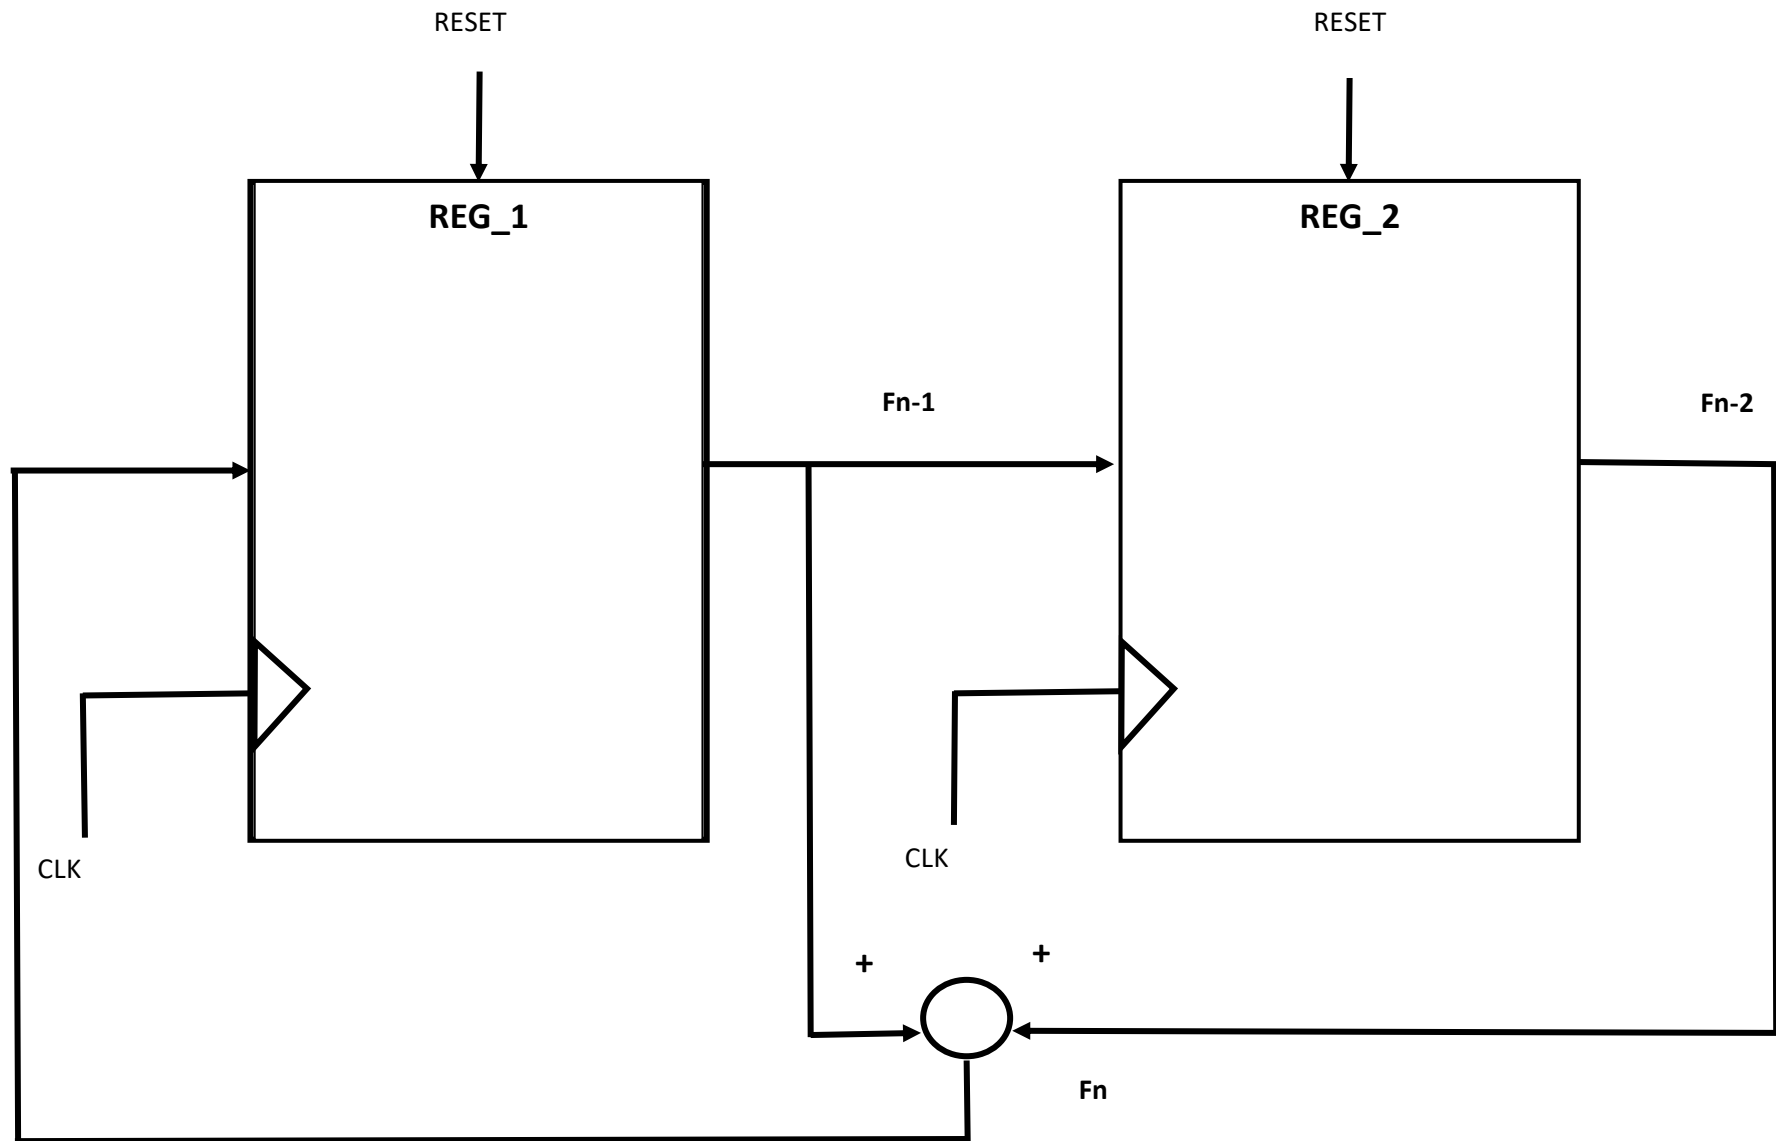 RESET
RESET
REG_1
REG_2
Fn-1
Fn-2
CLK
CLK
+
+
Fn